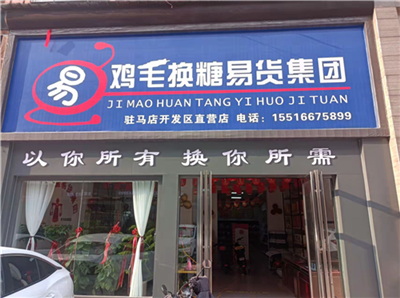 易
鸡毛换糖易货集团
JI MAO HUAN TANG YI HUO JI TUAN
驻马店开发区直营店 电话：15516675899
以你所有 换你所需